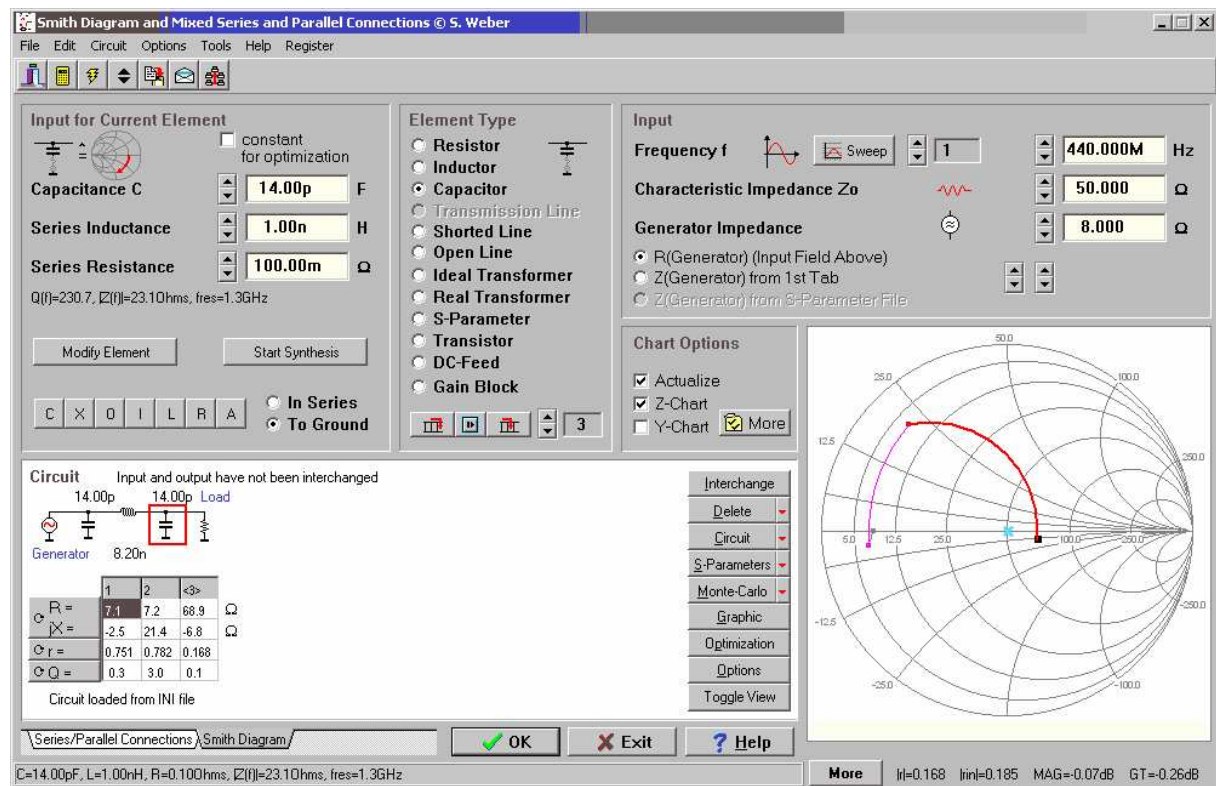 Smith Diagram and Mixed Series and Parallel Connections © S. Weber
File Edit Circuit Options Tools Help Register
Input for Current Element
constant
for optimization
Capacitance C 14.00p F
Series Inductance 1.00n H
Series Resistance 100.00m Ω
Q(f)=230.7, |Z(f)|=23.1Ohms, fres=1.3GHz
Modify Element Start Synthesis
C X O I L R A
In Series
To Ground
Element Type
Resistor
Inductor
Capacitor
Transmission Line
Shorted Line
Open Line
Ideal Transformer
Real Transformer
S-Parameter
Transistor
DC-Feed
Gain Block
3
Input
Frequency f Sweep 1 440.000M Hz
Characteristic Impedance Zo 50.000 Ω
Generator Impedance 8.000 Ω
R(Generator) (Input Field Above)
Z(Generator) from 1st Tab
Z(Generator) from S-Parameter File
Chart Options
Actualize
Z-Chart
Y-Chart More
50.0
25.0 100.0
12.5 250.0
5.0 12.5 25.0 100.0 250.0
-12.5 -250.0
-25.0 -100.0
Circuit Input and output have not been interchanged
14.00p 14.00p Load
Generator 8.20n
1 2 <3>
R = 7.1 7.2 68.9 Ω
jX = -2.5 21.4 -6.8 Ω
r = 0.751 0.782 0.168
Q = 0.3 3.0 0.1
Circuit loaded from INI file
Interchange
Delete
Circuit
S-Parameters
Monte-Carlo
Graphic
Optimization
Options
Toggle View
Series/Parallel Connections Smith Diagram
OK Exit Help
C=14.00pF, L=1.00nH, R=0.100Ohms, |Z(f)|=23.1Ohms, fres=1.3GHz
More |r|=0.168 |rin|=0.185 MAG=-0.07dB GT=-0.26dB